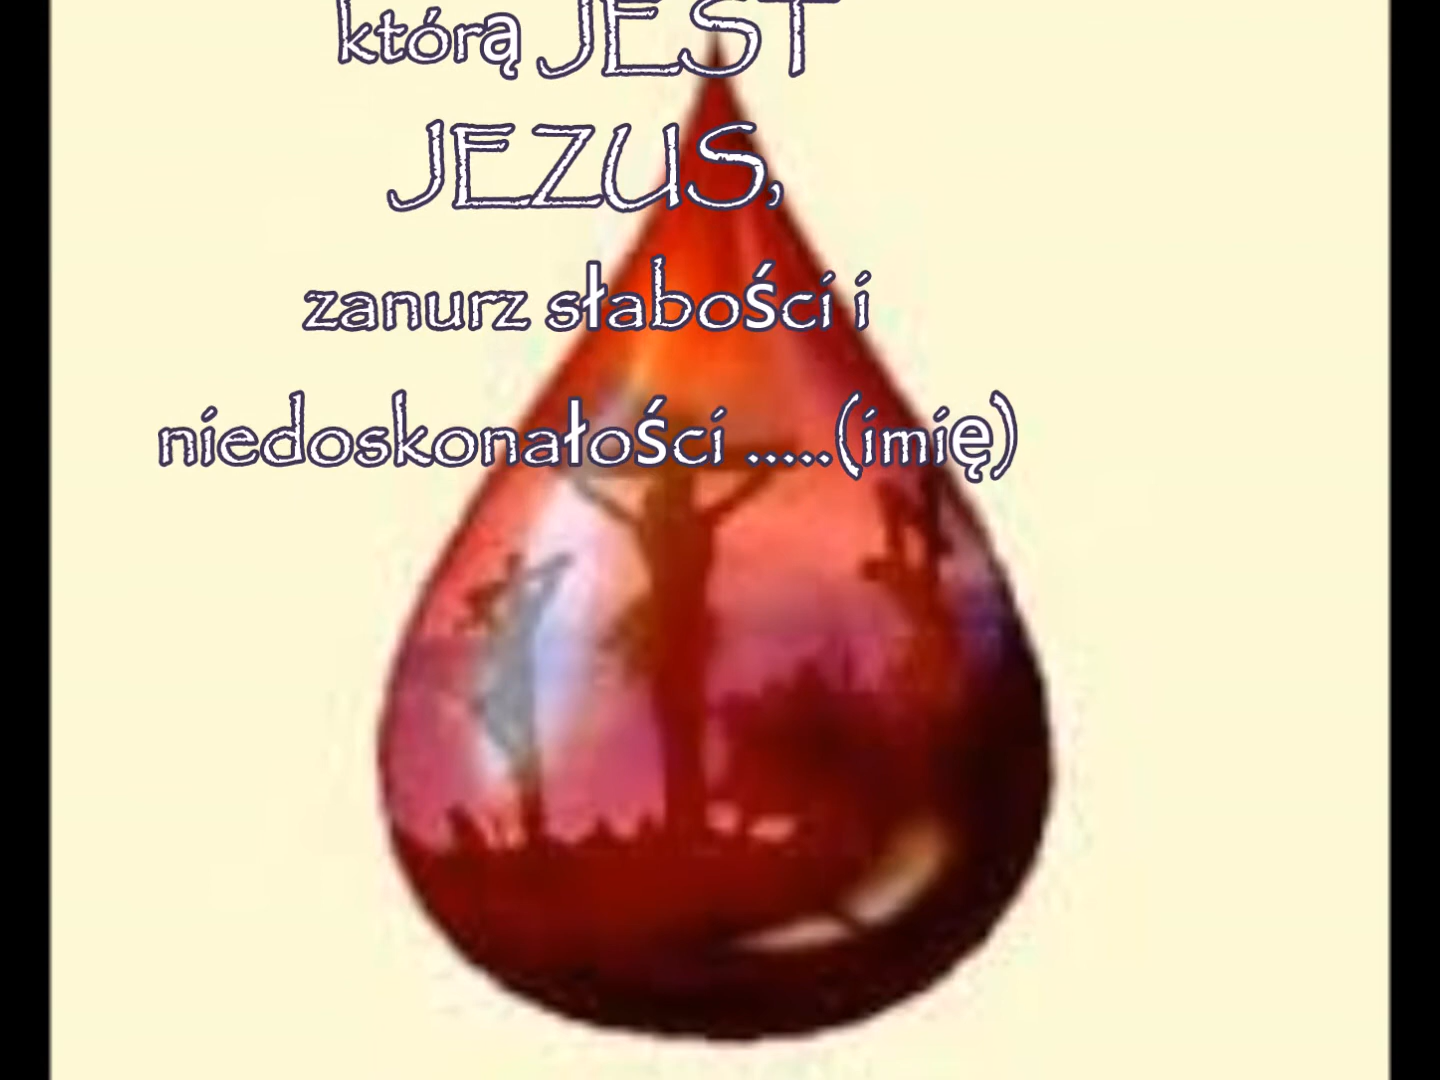 którą JEST
JEZUS,
zanurz słabości i
niedoskonałości .....(imię)